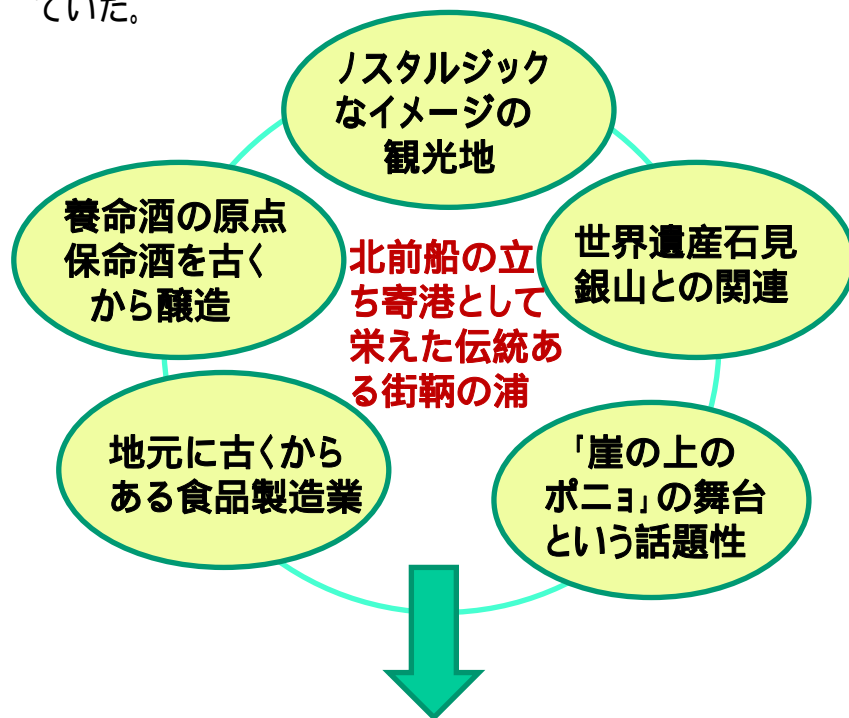 ていた。
ノスタルジック
なイメージの
観光地
養命酒の原点
保命酒を古く
から醸造
北前船の立
ち寄港として
栄えた伝統あ
る街鞆の浦
世界遺産石見
銀山との関連
地元に古くから
ある食品製造業
「崖の上の
ポニョ」の舞台
という話題性